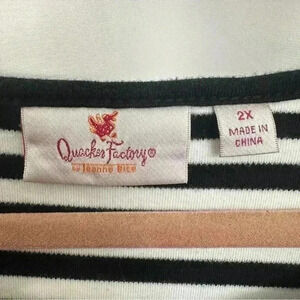 Quacker Factory®
by Jeanne Bice
2X
MADE IN
CHINA